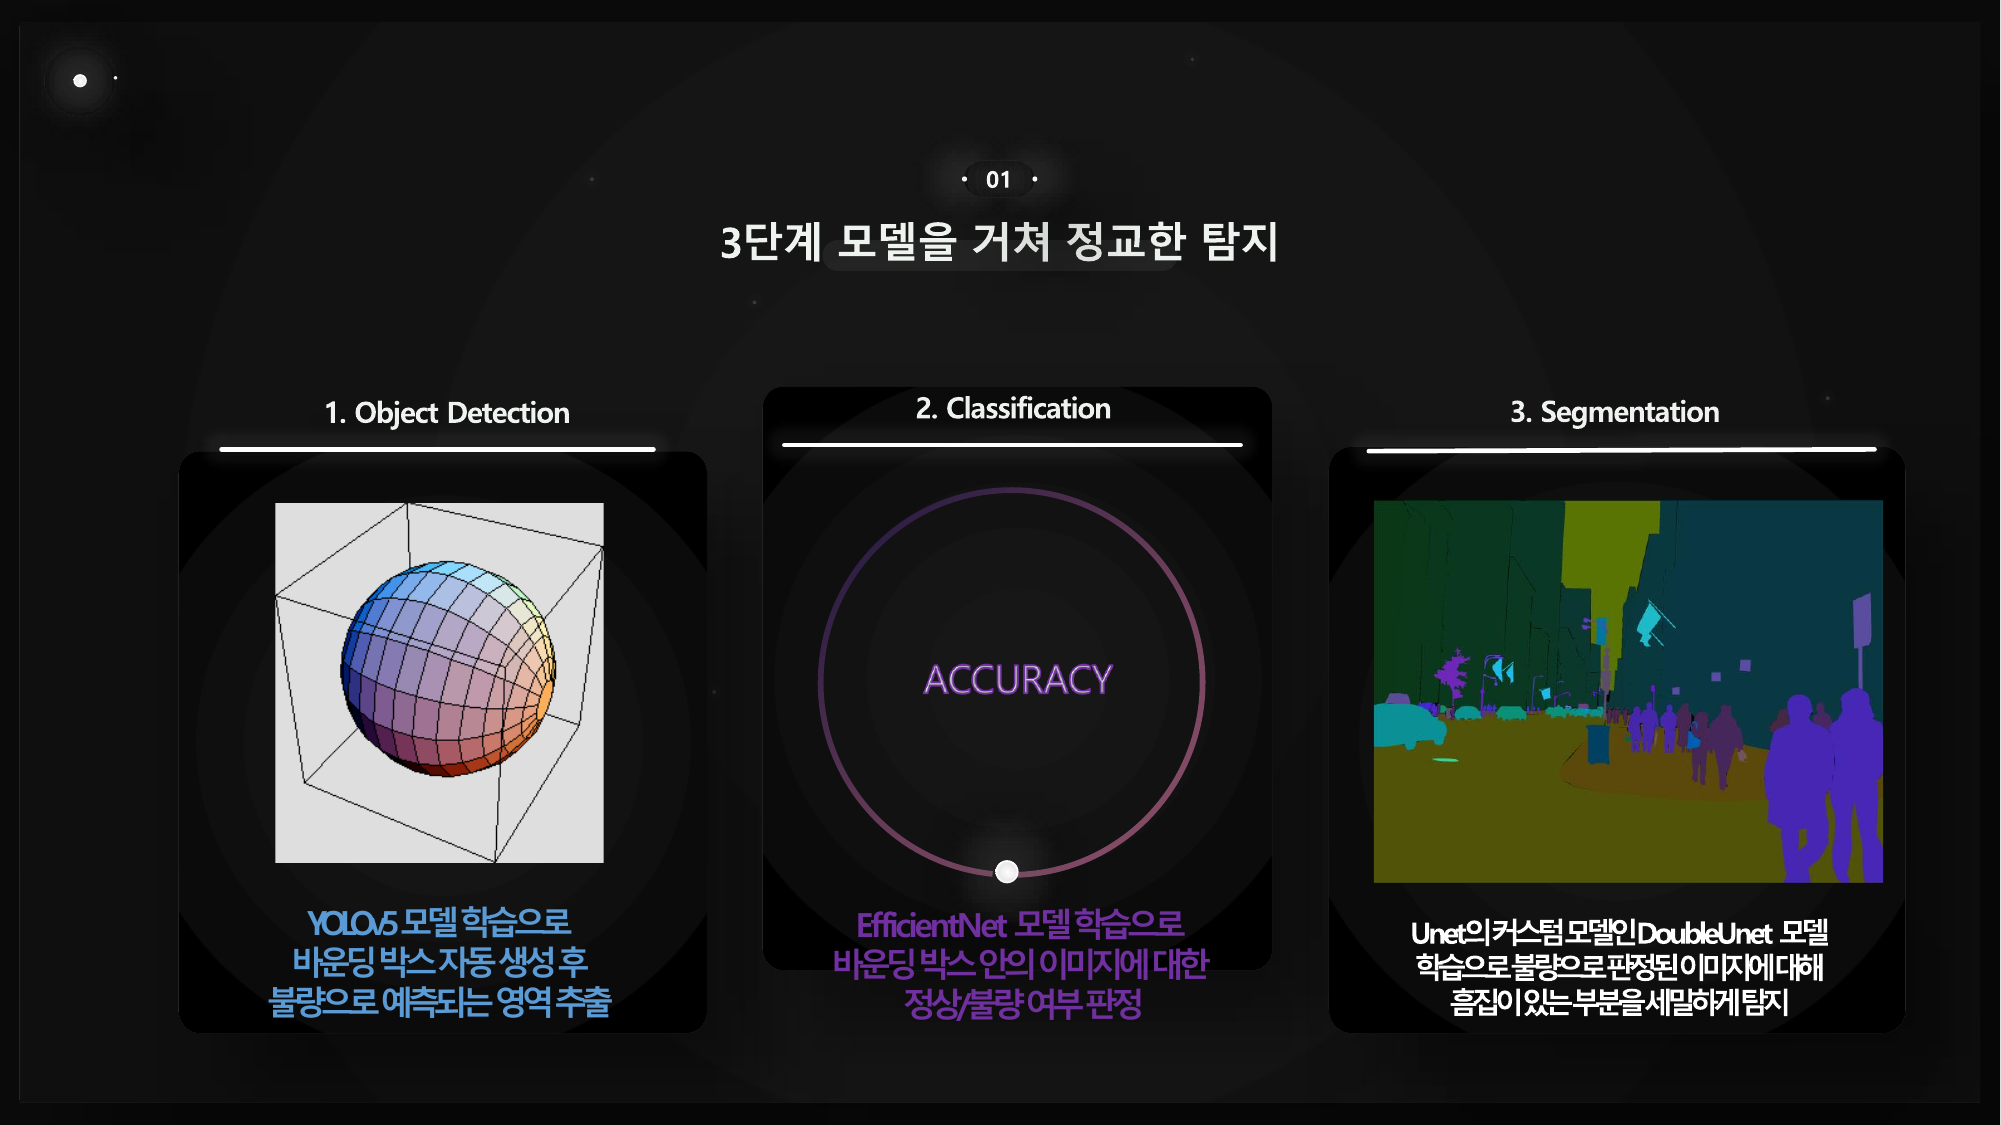 01
3단계 모델을 거쳐 정교한 탐지
1. Object Detection
YOLOv5 모델 학습으로
바운딩 박스 자동 생성 후
불량으로 예측되는 영역 추출
2. Classification
ACCURACY
EfficientNet 모델 학습으로
바운딩 박스 안의 이미지에 대한
정상/불량 여부 판정
3. Segmentation
Unet의 커스텀 모델인 DoubleUnet 모델
학습으로 불량으로 판정된 이미지에 대해
흠집이 있는 부분을 세밀하게 탐지